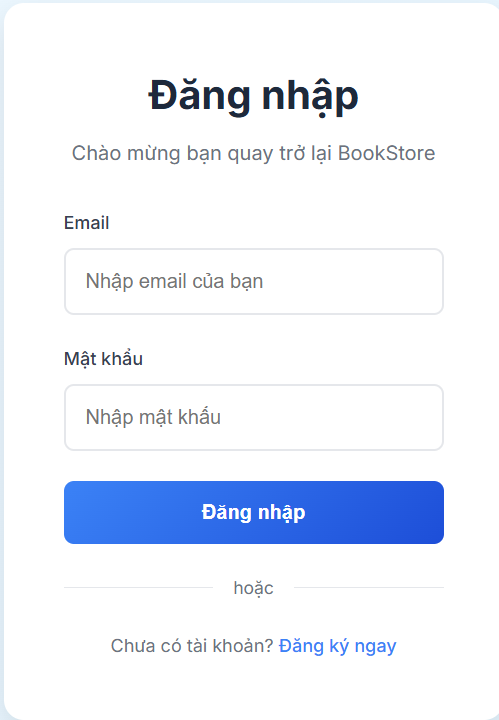 Đăng nhập
Chào mừng bạn quay trở lại BookStore
Email
Nhập email của bạn
Mật khẩu
Nhập mật khẩu
Đăng nhập
hoặc
Chưa có tài khoản? Đăng ký ngay